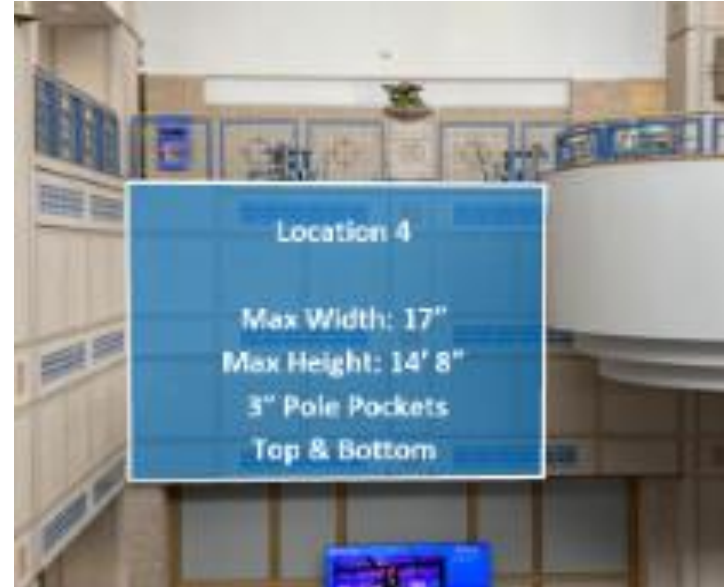 Location 4
Max Width: 17”
Max Height: 14’ 8”
3” Pole Pockets
Top & Bottom